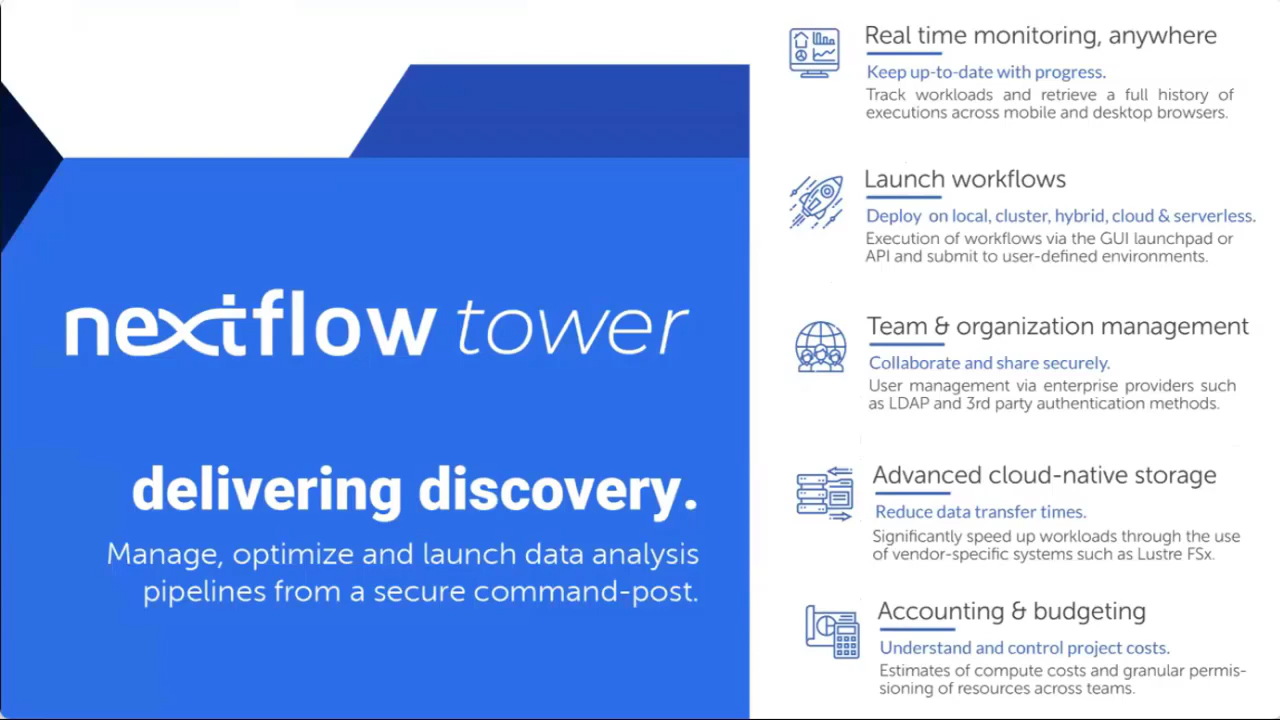 nextflow tower
delivering discovery.
Manage, optimize and launch data analysis
pipelines from a secure command-post.
Real time monitoring, anywhere
Keep up-to-date with progress.
Track workloads and retrieve a full history of
executions across mobile and desktop browsers.
Launch workflows
Deploy on local, cluster, hybrid, cloud & serverless.
Execution of workflows via the GUI launchpad or
API and submit to user-defined environments.
Team & organization management
Collaborate and share securely.
User management via enterprise providers such
as LDAP and 3rd party authentication methods.
Advanced cloud-native storage
Reduce data transfer times.
Significantly speed up workloads through the use
of vendor-specific systems such as Lustre FSx.
Accounting & budgeting
Understand and control project costs.
Estimates of compute costs and granular permis-
sioning of resources across teams.